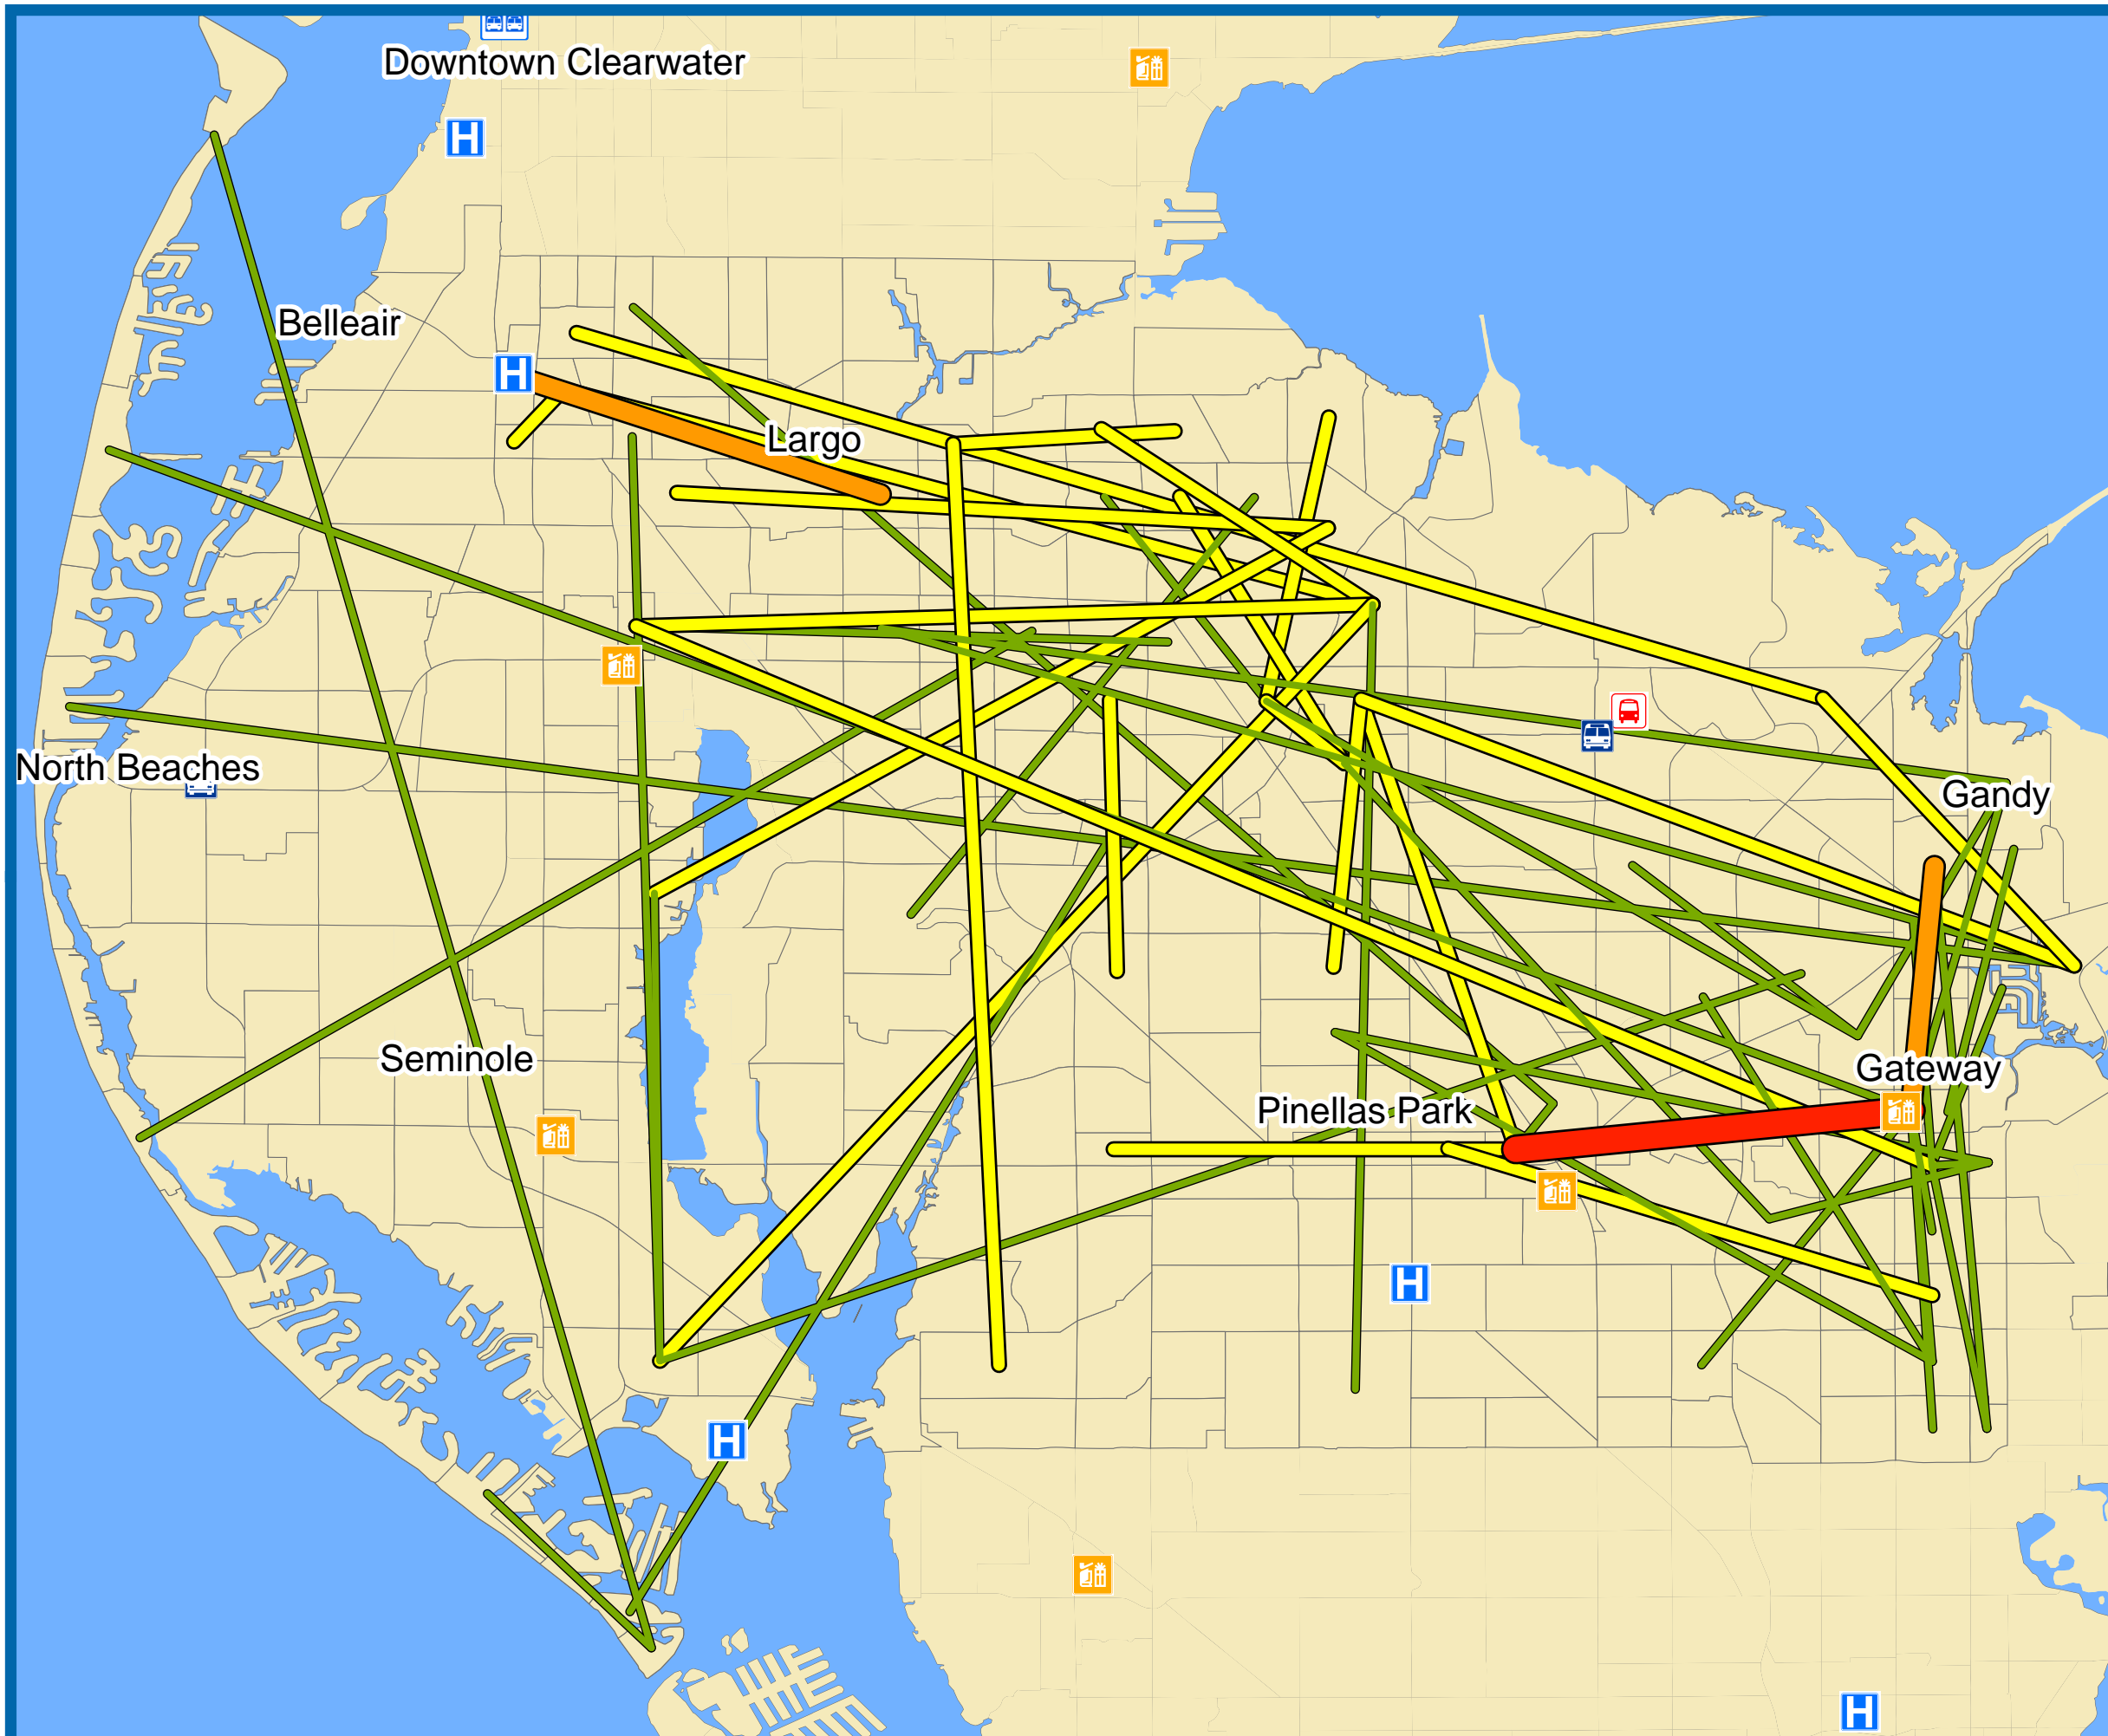 Downtown Clearwater
H
Belleair
H
Largo
North Beaches
Gandy
Seminole
Gateway
Pinellas Park
H
H
H